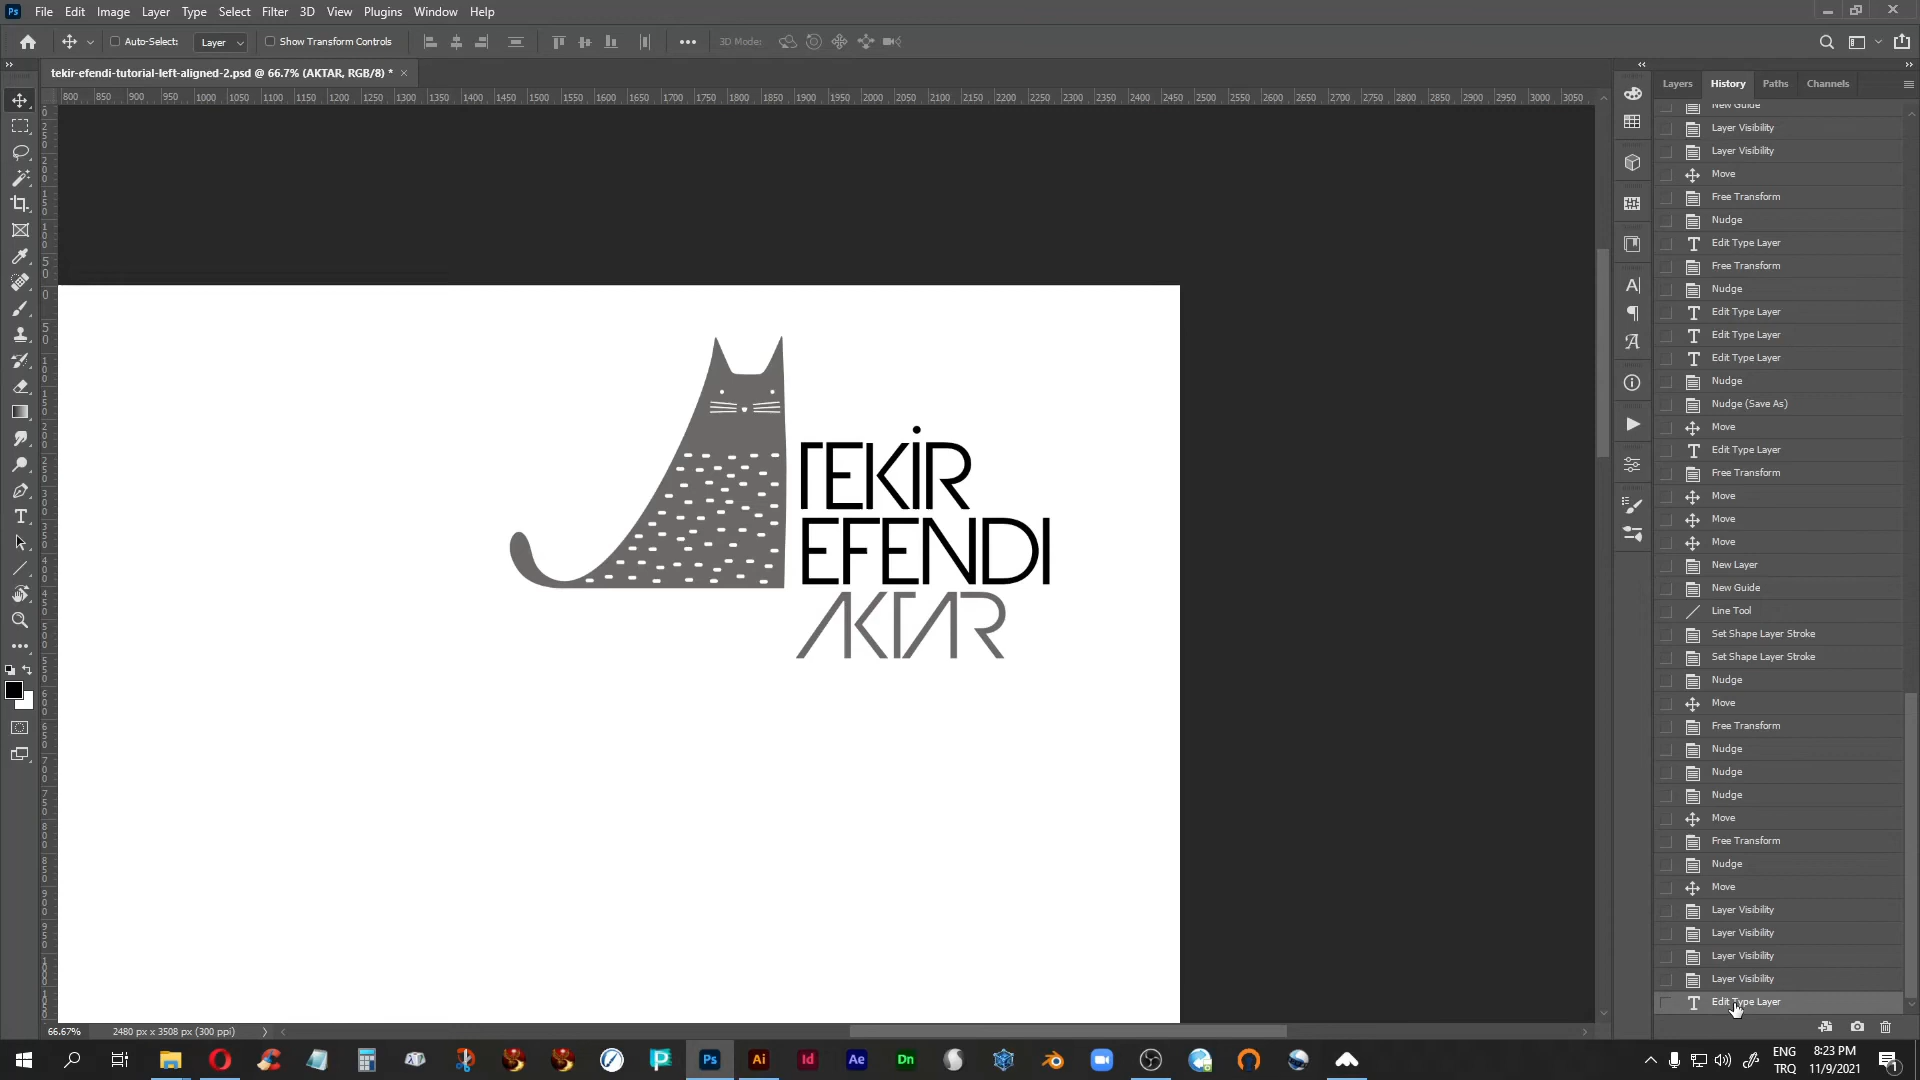 Ps File Edit Image Layer Type Select Filter 3D View Plugins Window Help
Auto-Select: Layer Show Transform Controls 3D Mode:
tekir-efendi-tutorial-left-aligned-2.psd @ 66.7% (AKTAR, RGB/8) *
Layers History Paths Channels
800 850 900 950 1000 1050 1100 1150 1200 1250 1300 1350 1400 1450 1500 1550 1600 1650 1700 1750 1800 1850 1900 1950 2000 2050 2100 2150 2200 2250 2300 2350 2400 2450 2500 2550 2600 2650 2700 2750 2800 2850 2900 2950 3000 3050
New Guide
Layer Visibility
Layer Visibility
Move
Free Transform
Nudge
Edit Type Layer
Free Transform
Nudge
Edit Type Layer
Edit Type Layer
Edit Type Layer
Nudge
Nudge (Save As)
Move
Edit Type Layer
Free Transform
Move
Move
Move
New Layer
New Guide
Line Tool
Set Shape Layer Stroke
Set Shape Layer Stroke
Nudge
Move
Free Transform
Nudge
Nudge
Nudge
Move
Free Transform
Nudge
Move
Layer Visibility
Layer Visibility
Layer Visibility
Layer Visibility
Edit Type Layer
TEKİR
EFENDI
AKTAR
66.67% 2480 px x 3508 px (300 ppi)
Ps Ai Id Ae Dn
ENG
TRQ
8:23 PM
11/9/2021
1